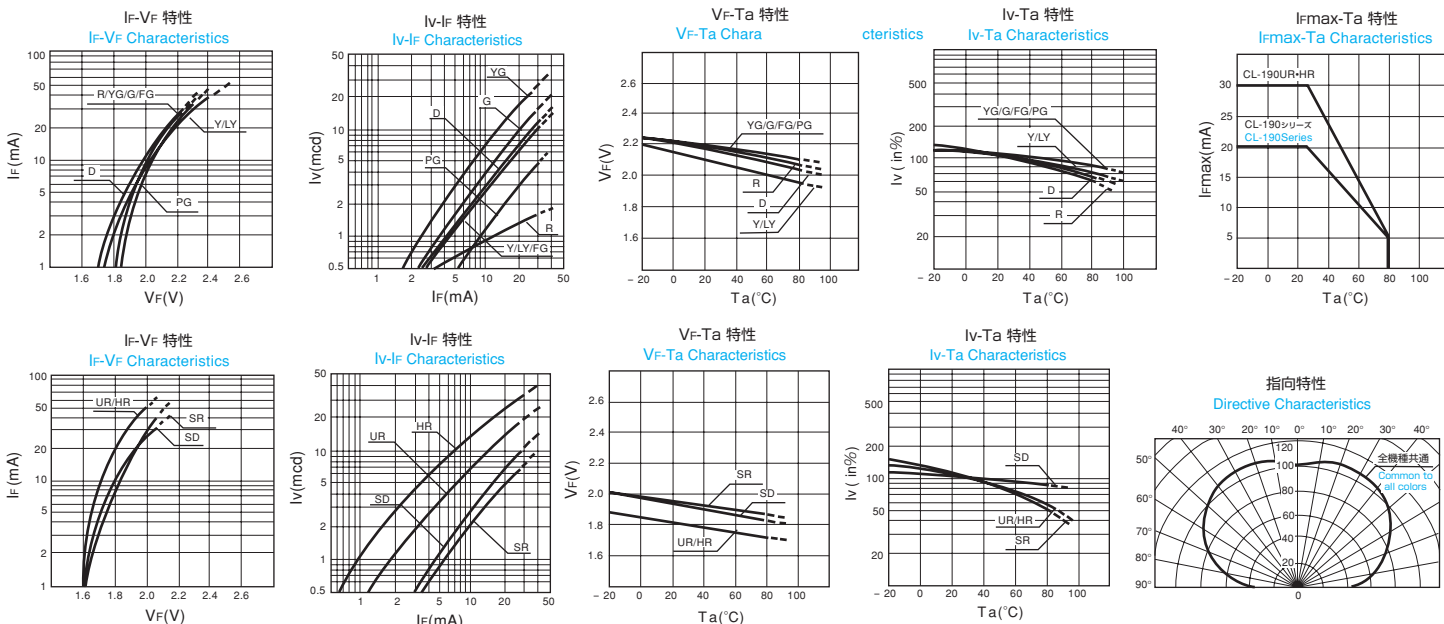 IF-VF 特性
IF-VF Characteristics
100
50
20
10
5
2
1
IF(mA)
R/YG/G/FG
Y/LY
D
PG
1.6 1.8 2.0 2.2 2.4 2.6
VF(V)
Iv-IF 特性
Iv-IF Characteristics
50
20
10
5
2
1
0.5
Iv(mcd)
YG
G
D
PG
R
Y/LY/FG
1 2 5 10 20 50
IF(mA)
VF-Ta 特性
VF-Ta Chara cteristics
2.6
2.4
2.2
2.0
1.8
1.6
VF(V)
YG/G/FG/PG
R
D
Y/LY
－20 0 20 40 60 80 100
Ta(°C)
Iv-Ta 特性
Iv-Ta Characteristics
500
200
100
50
20
Iv ( in%)
YG/G/FG/PG
Y/LY
D
R
－20 0 20 40 60 80 100
Ta(°C)
IFmax-Ta 特性
IFmax-Ta Characteristics
30
25
20
15
10
5
IFmax(mA)
CL-190UR・HR
CL-190シリーズ
CL-190Series
－20 0 20 40 60 80 100
Ta(°C)
IF-VF 特性
IF-VF Characteristics
100
50
20
10
5
2
1
IF(mA)
UR/HR
SR
SD
1.6 1.8 2.0 2.2 2.4 2.6
VF(V)
Iv-IF 特性
Iv-IF Characteristics
50
20
10
5
2
1
0.5
Iv(mcd)
HR
UR
SD
SR
1 2 5 10 20 50
IF(mA)
VF-Ta 特性
VF-Ta Characteristics
2.6
2.4
2.2
2.0
1.8
1.6
VF(V)
SR
SD
UR/HR
－20 0 20 40 60 80 100
Ta(°C)
Iv-Ta 特性
Iv-Ta Characteristics
500
200
100
50
20
Iv ( in%)
SD
UR/HR
SR
－20 0 20 40 60 80 100
Ta(°C)
指向特性
Directive Characteristics
40° 30° 20° 10° 0° 10° 20° 30° 40°
50°
60°
70°
80°
90°
120
100
80
60
40
20
0
全機種共通
Common to
all colors